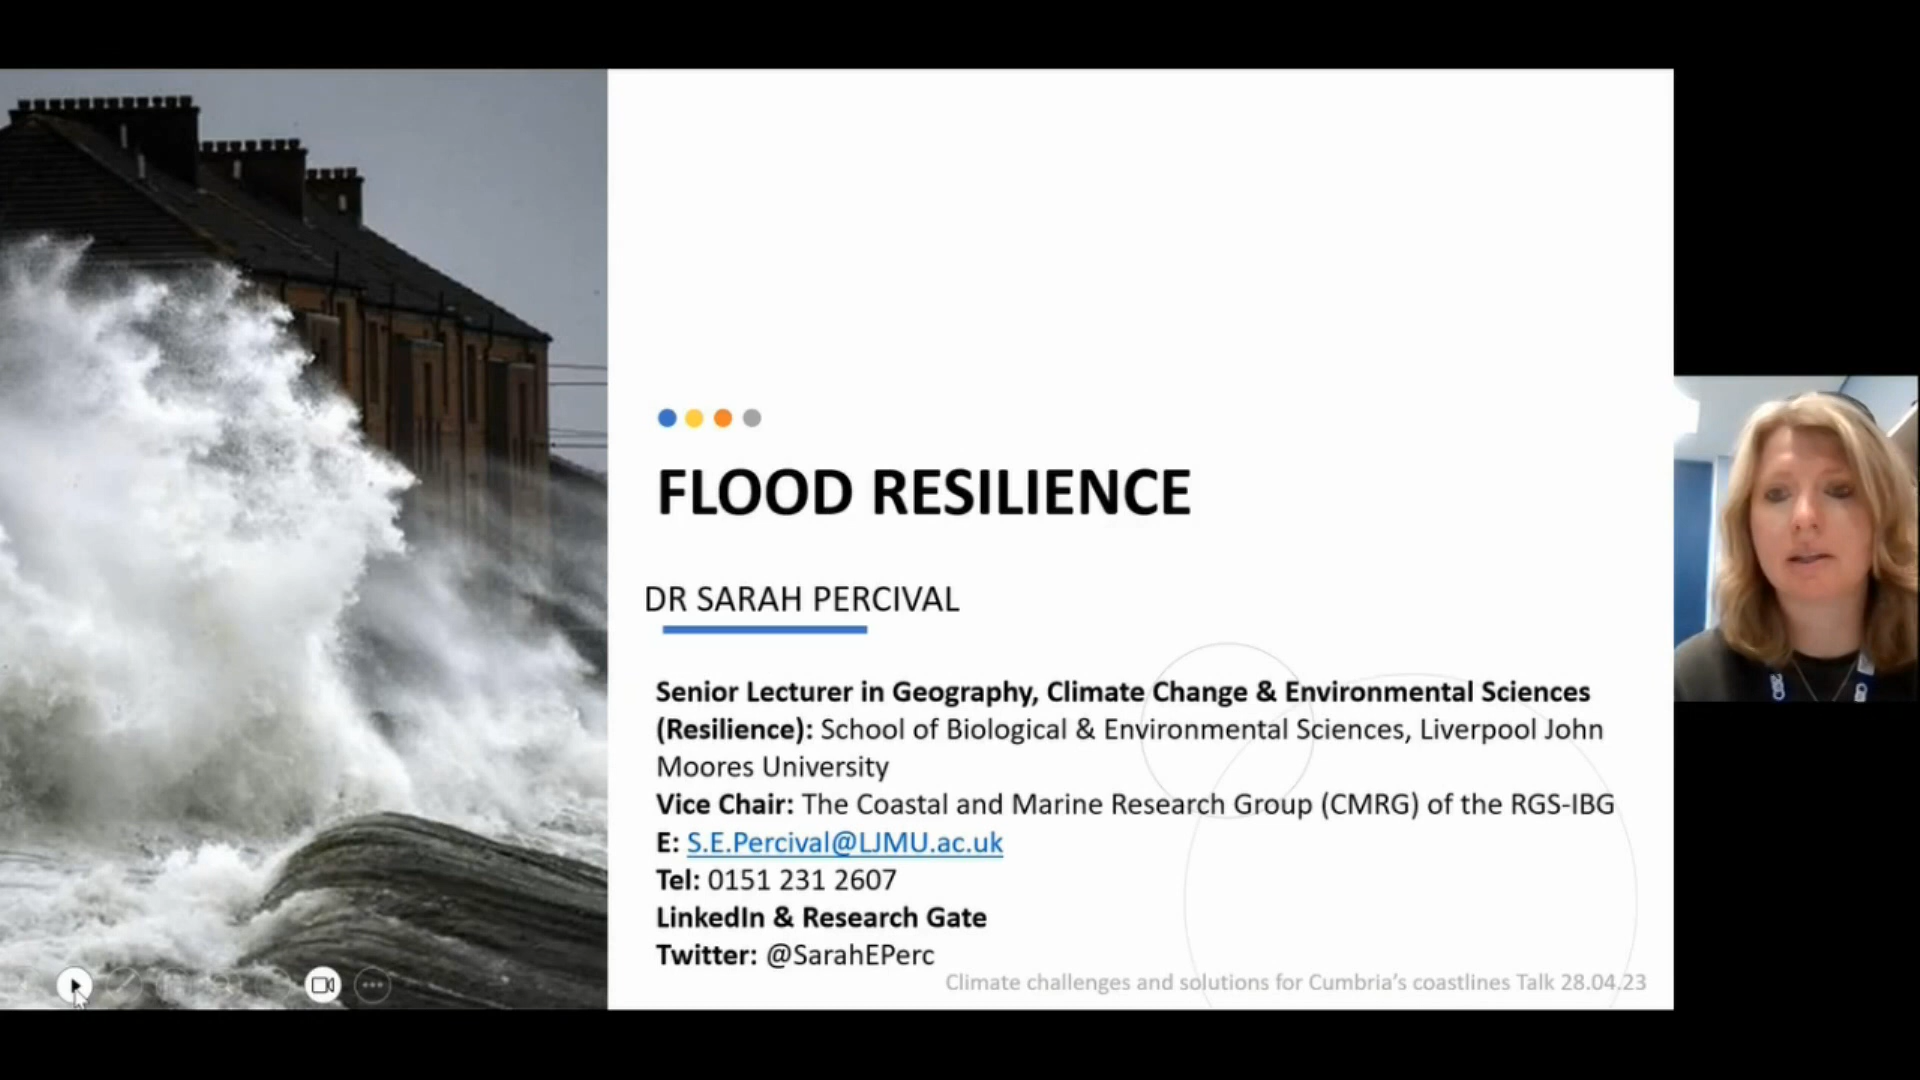 FLOOD RESILIENCE
DR SARAH PERCIVAL
Senior Lecturer in Geography, Climate Change & Environmental Sciences
(Resilience): School of Biological & Environmental Sciences, Liverpool John
Moores University
Vice Chair: The Coastal and Marine Research Group (CMRG) of the RGS-IBG
E: S.E.Percival@LJMU.ac.uk
Tel: 0151 231 2607
LinkedIn & Research Gate
Twitter: @SarahEPerc
Climate challenges and solutions for Cumbria's coastlines Talk 28.04.23